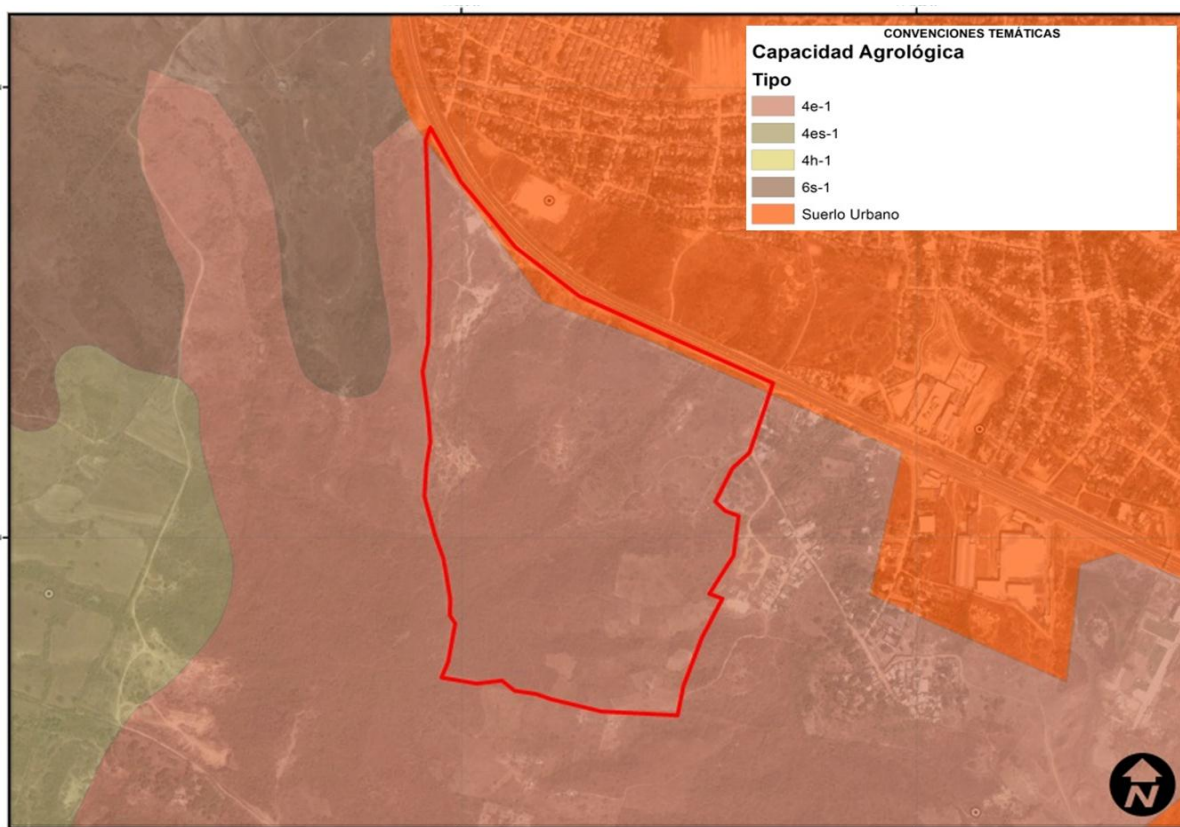 CONVENCIONES TEMÁTICAS
Capacidad Agrológica
Tipo
4e-1
4es-1
4h-1
6s-1
Suerlo Urbano
N